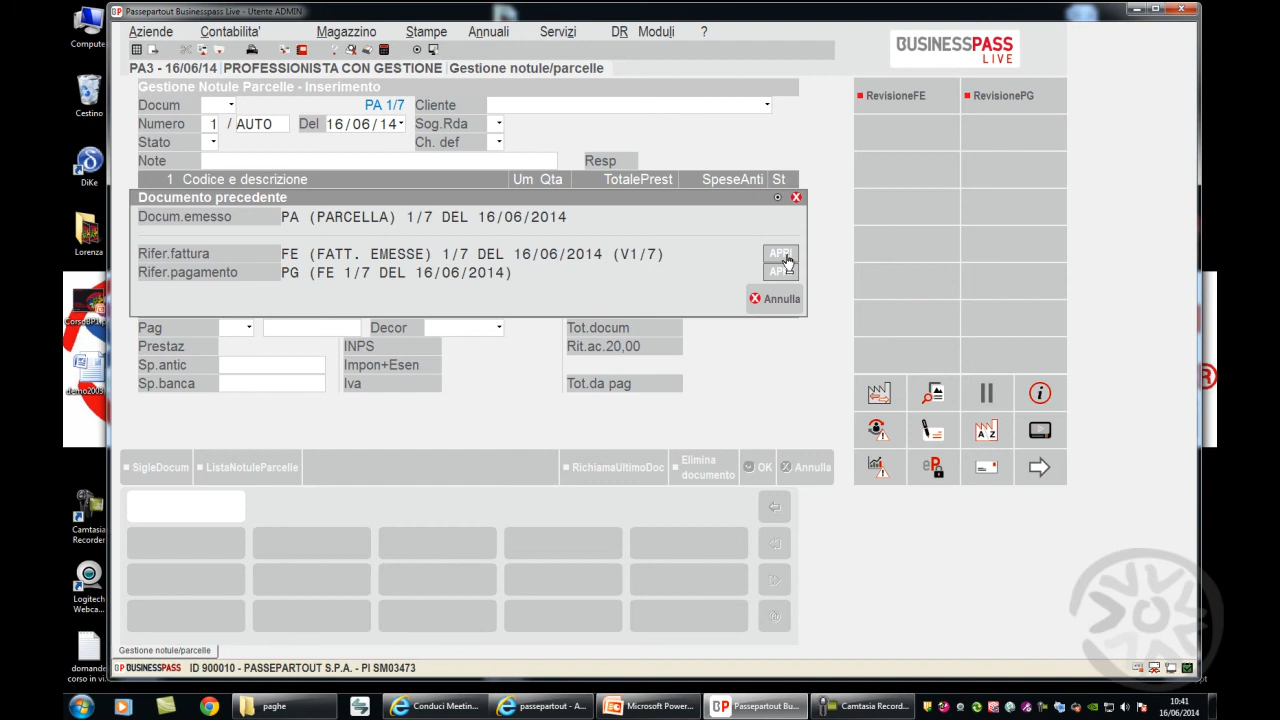 Passepartout Businesspass Live - Utente ADMIN
Aziende Contabilita' Magazzino Stampe Annuali Servizi DR Moduli ?
PA3 - 16/06/14 PROFESSIONISTA CON GESTIONE Gestione notule/parcelle
BUSINESSPASS
LIVE
Gestione Notule Parcelle - Inserimento
RevisioneFE RevisionePG
Docum PA 1/7 Cliente
Numero 1 / AUTO Del 16/06/14 Sog.Rda
Stato Ch. def
Note Resp
1 Codice e descrizione Um Qta TotalePrest SpeseAnti St
Documento precedente
Docum.emesso PA (PARCELLA) 1/7 DEL 16/06/2014
Rifer.fattura FE (FATT. EMESSE) 1/7 DEL 16/06/2014 (V1/7)
Rifer.pagamento PG (FE 1/7 DEL 16/06/2014)
Annulla
Pag Decor Tot.docum
Prestaz INPS Rit.ac.20,00
Sp.antic Impon+Esen
Sp.banca Iva Tot.da pag
SigleDocum ListaNotuleParcelle RichiamaUltimoDoc Elimina documento OK Annulla
A Z
eP
Gestione notule/parcelle
BUSINESSPASS ID 900010 - PASSEPARTOUT S.P.A. - PI SM03473
Compute
Cestino
DiKe
Lorenza
CorsoBP1.p
demo2003
Camtasia
Recorder
Logitech
Webca...
domande
corso in vi...
paghe
Conduci Meetin...
passepartout - A...
Microsoft Power...
Passepartout Bu...
Camtasia Record...
10:41
16/06/2014